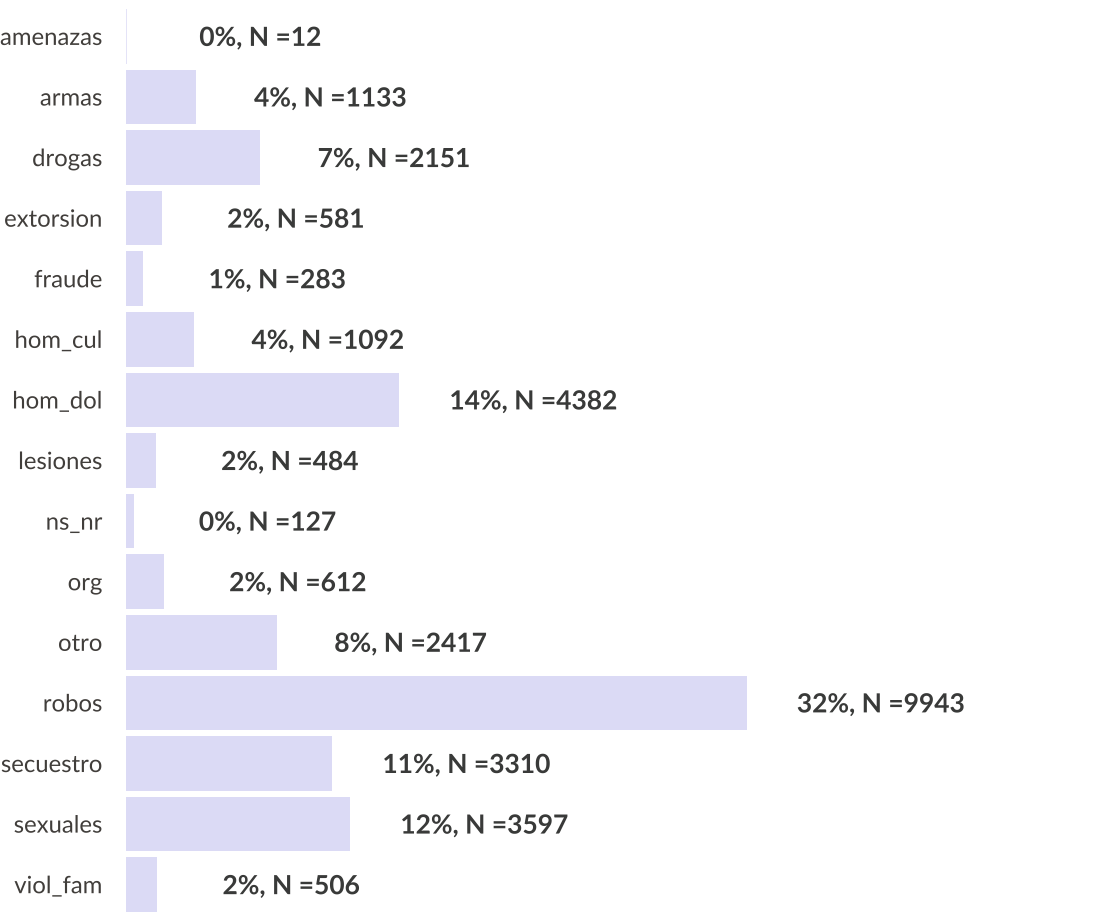 amenazas 0%, N =12
armas 4%, N =1133
drogas 7%, N =2151
extorsion 2%, N =581
fraude 1%, N =283
hom_cul 4%, N =1092
hom_dol 14%, N =4382
lesiones 2%, N =484
ns_nr 0%, N =127
org 2%, N =612
otro 8%, N =2417
robos 32%, N =9943
secuestro 11%, N =3310
sexuales 12%, N =3597
viol_fam 2%, N =506